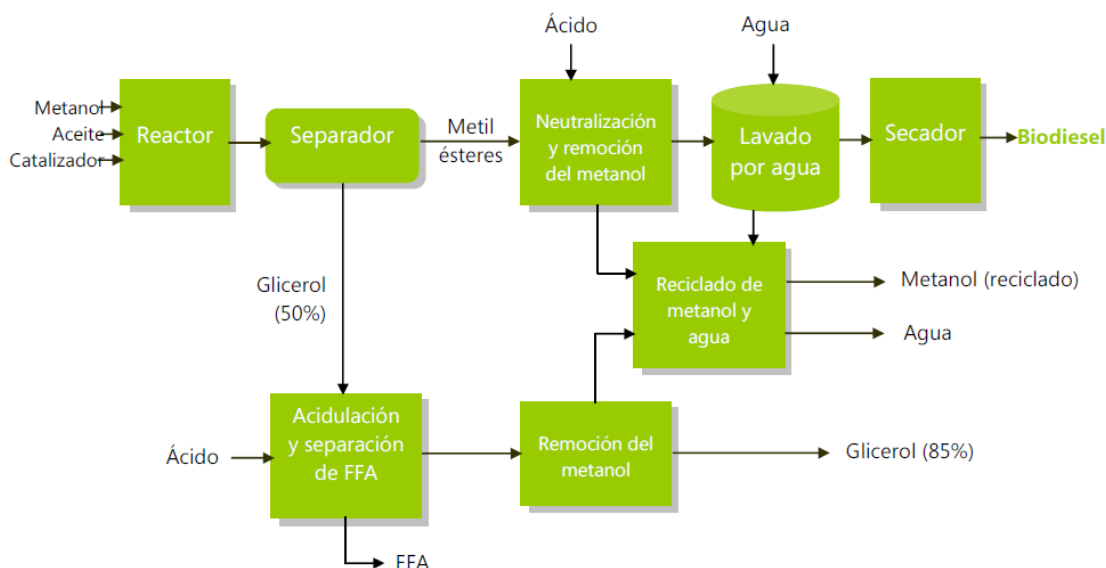 Ácido
Agua
Metanol
Aceite
Catalizador
Reactor
Separador
Metil
ésteres
Neutralización
y remoción
del metanol
Lavado
por agua
Secador
Biodiesel
Glicerol
(50%)
Reciclado de
metanol y
agua
Metanol (reciclado)
Agua
Ácido
Acidulación
y separación
de FFA
Remoción del
metanol
Glicerol (85%)
FFA